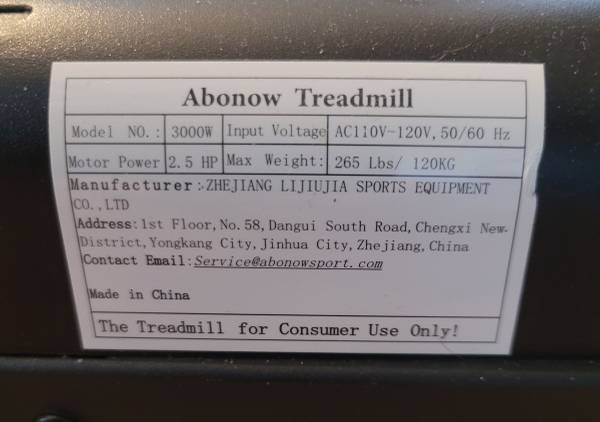 Abonow Treadmill
Model NO.: 3000W Input Voltage AC110V-120V, 50/60 Hz
Motor Power 2.5 HP Max Weight: 265 Lbs/ 120KG
Manufacturer:-ZHEJIANG LIJIUJIA SPORTS EQUIPMENT
CO.,LTD
Address:1st Floor,No.58,Dangui South Road,Chengxi New
District,Yongkang City,Jinhua City,Zhejiang,China
Contact Email:Service@abonowsport.com
Made in China
The Treadmill for Consumer Use Only!